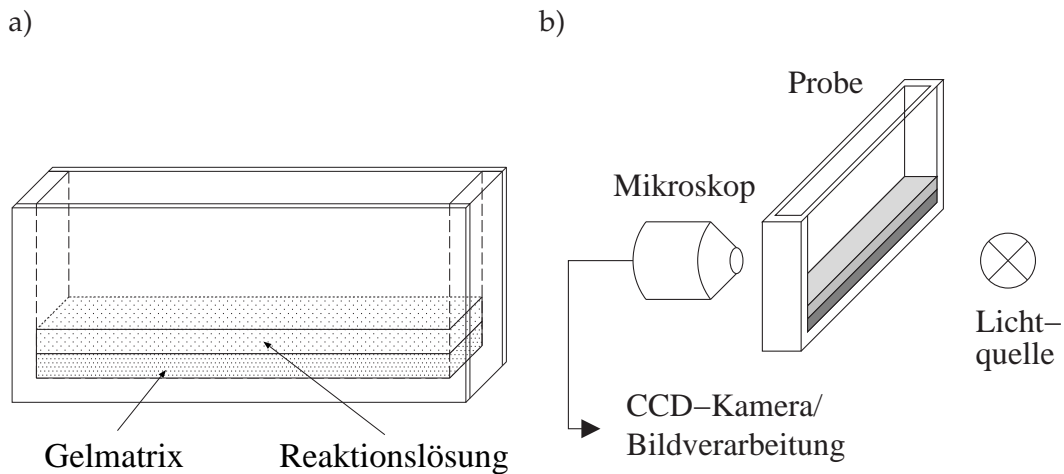 a)
b)
Gelmatrix
Reaktionslösung
Probe
Mikroskop
Licht−
quelle
CCD−Kamera/
Bildverarbeitung